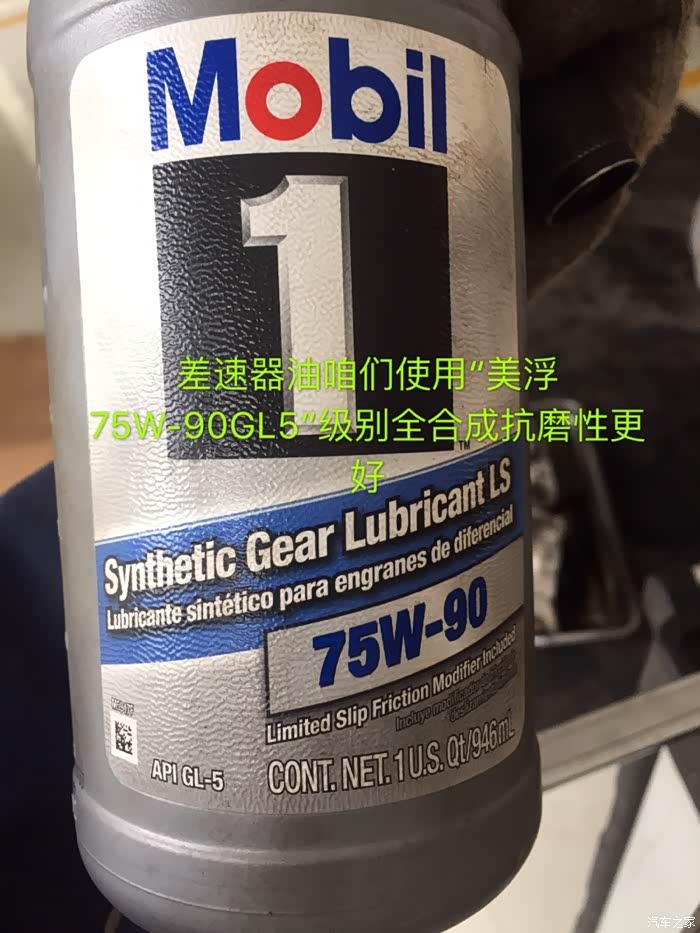 Mobil
1
TM
差速器油咱们使用“美浮
75W-90GL5”级别全合成抗磨性更
好
Synthetic Gear Lubricant LS
Lubricante sintético para engranes de diferencial
75W-90
Limited Slip Friction Modifier Included
API GL-5
CONT. NET. 1 U.S. Qt/946mL
汽车之家